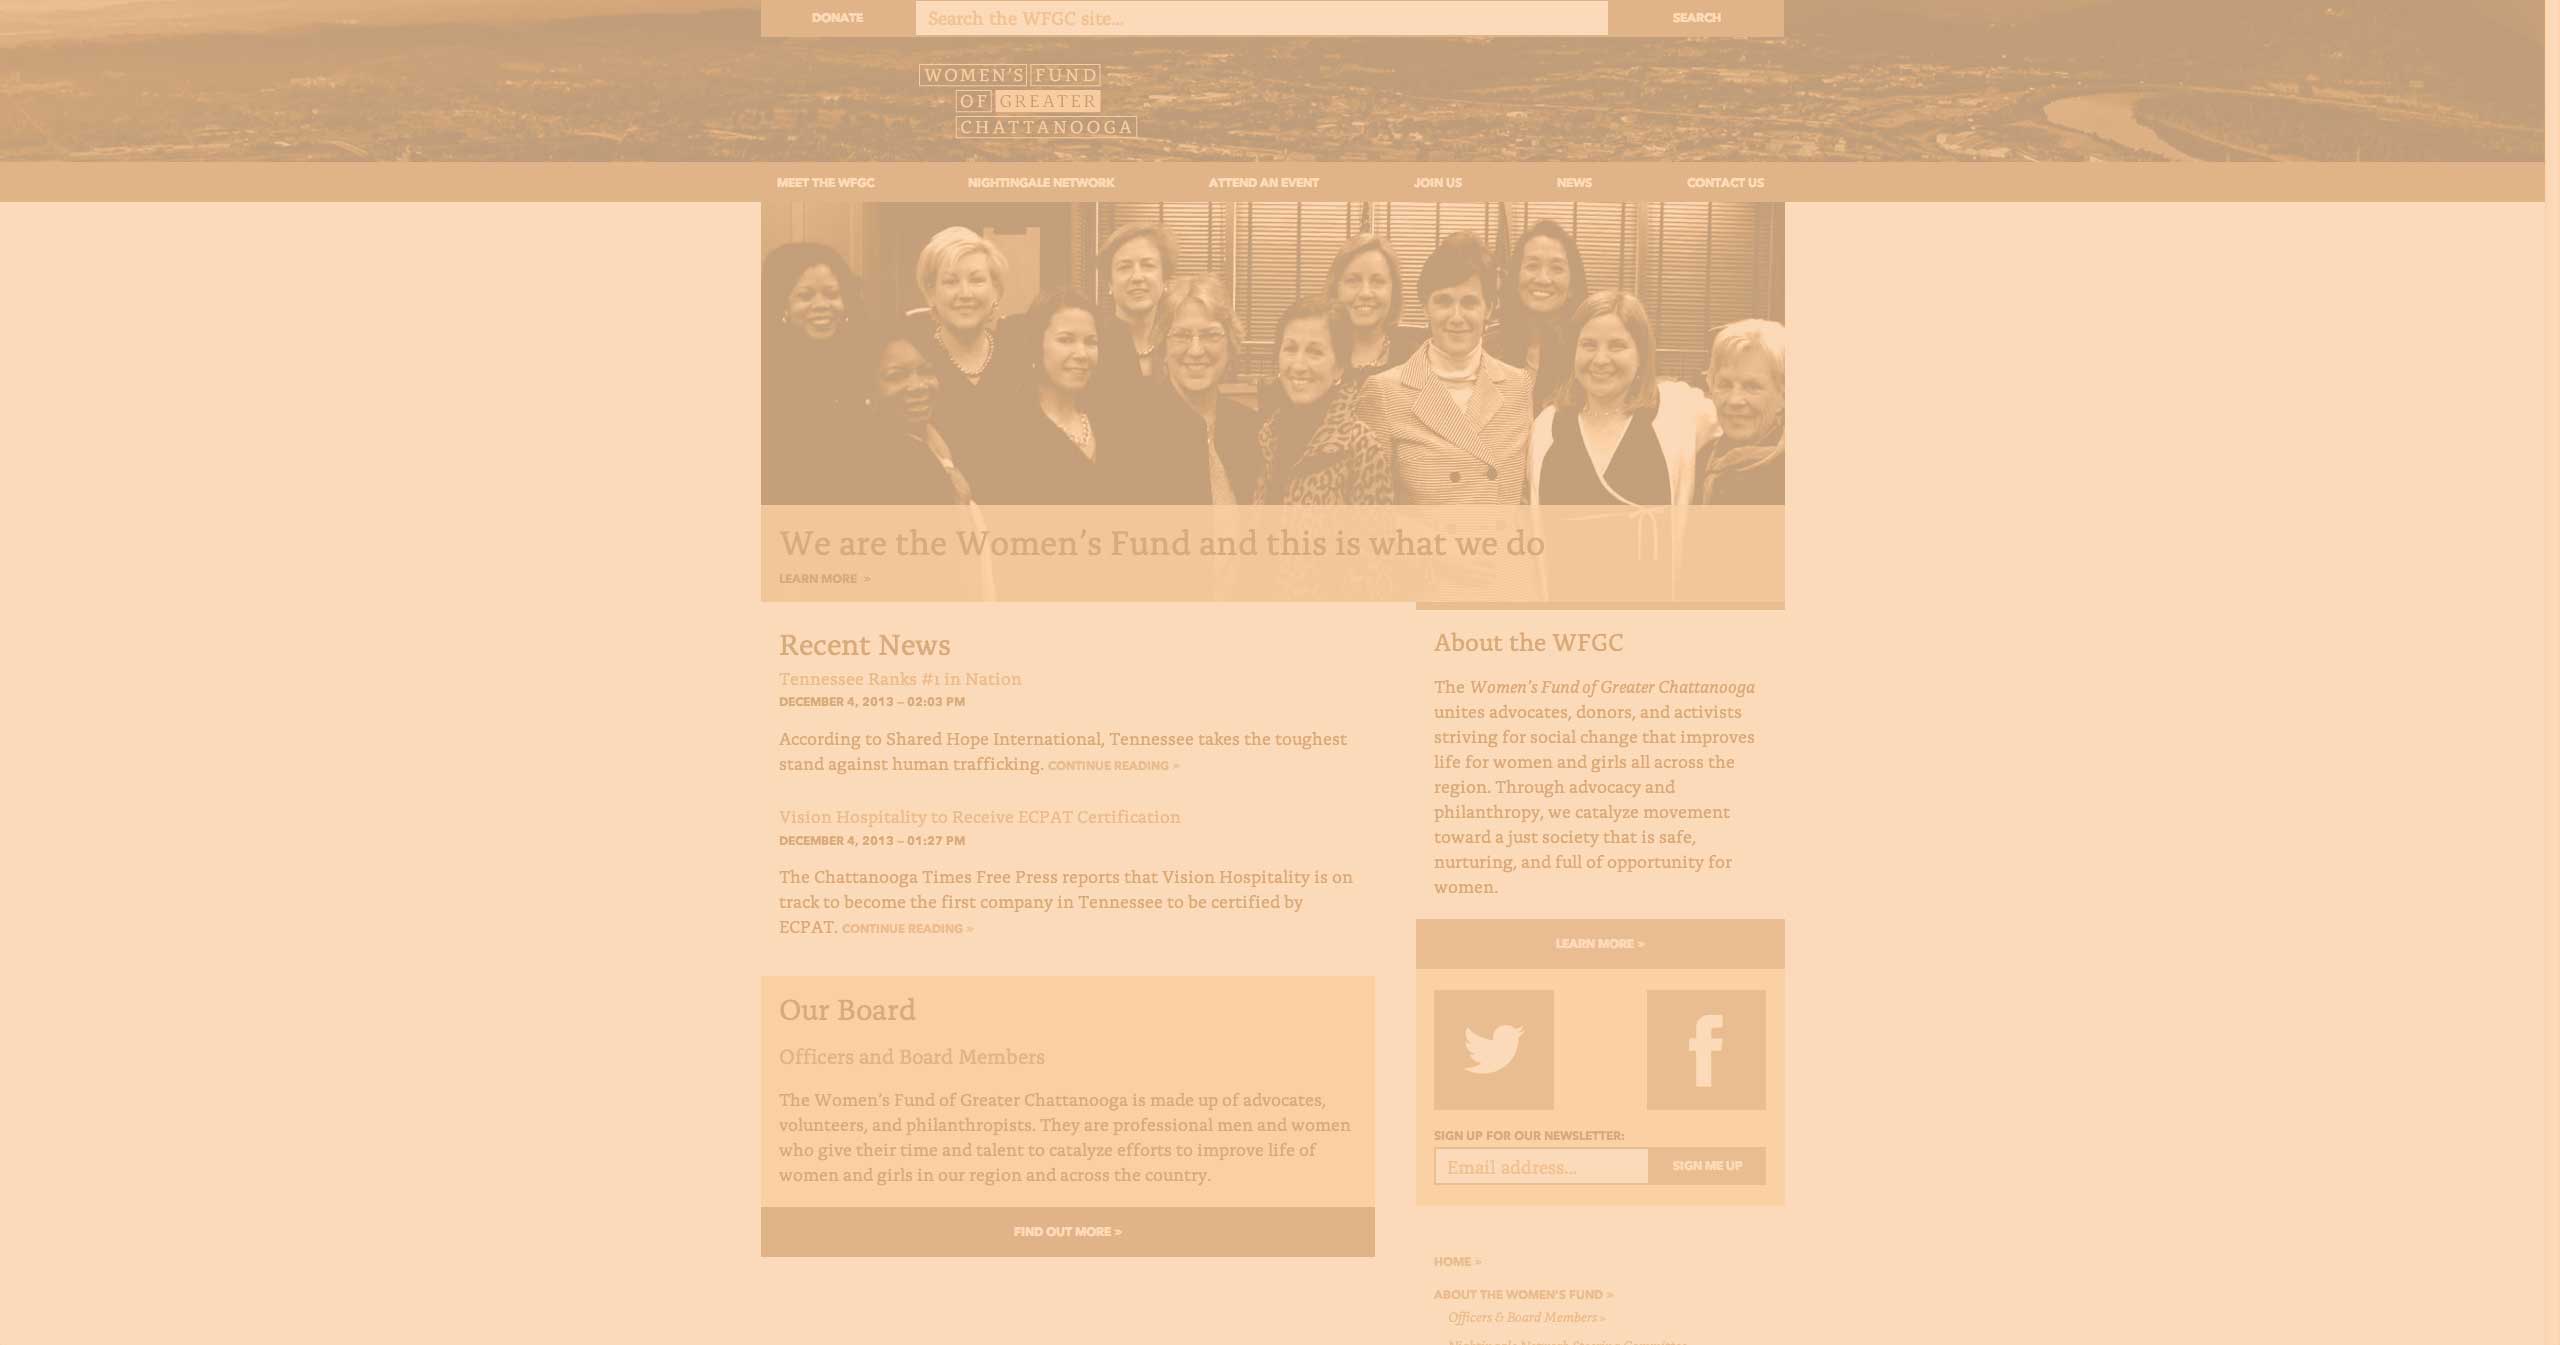 DONATE
Search the WFGC site...
SEARCH
WOMEN'S FUND
OF GREATER
CHATTANOOGA
MEET THE WFGC
NIGHTINGALE NETWORK
ATTEND AN EVENT
JOIN US
NEWS
CONTACT US
We are the Women's Fund and this is what we do
LEARN MORE »
Recent News
Tennessee Ranks #1 in Nation
DECEMBER 4, 2013 – 02:03 PM
According to Shared Hope International, Tennessee takes the toughest
stand against human trafficking. CONTINUE READING »
Vision Hospitality to Receive ECPAT Certification
DECEMBER 4, 2013 – 01:27 PM
The Chattanooga Times Free Press reports that Vision Hospitality is on
track to become the first company in Tennessee to be certified by
ECPAT. CONTINUE READING »
Our Board
Officers and Board Members
The Women's Fund of Greater Chattanooga is made up of advocates,
volunteers, and philanthropists. They are professional men and women
who give their time and talent to catalyze efforts to improve life of
women and girls in our region and across the country.
FIND OUT MORE »
About the WFGC
The Women's Fund of Greater Chattanooga
unites advocates, donors, and activists
striving for social change that improves
life for women and girls all across the
region. Through advocacy and
philanthropy, we catalyze movement
toward a just society that is safe,
nurturing, and full of opportunity for
women.
LEARN MORE »
SIGN UP FOR OUR NEWSLETTER:
Email address...
SIGN ME UP
HOME »
ABOUT THE WOMEN'S FUND »
Officers & Board Members »